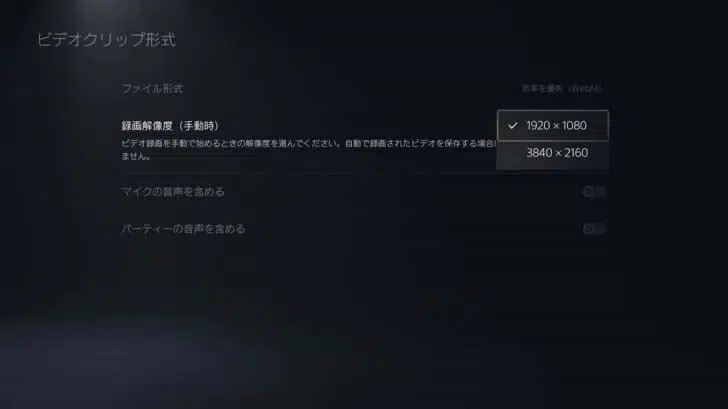 ビデオクリップ形式
ファイル形式
効率を優先（WebM）
録画解像度（手動時）
1920 × 1080
ビデオ録画を手動で始めるときの解像度を選んでください。自動で録画されたビデオを保存する場合
3840 × 2160
ません。
マイクの音声を含める
パーティーの音声を含める